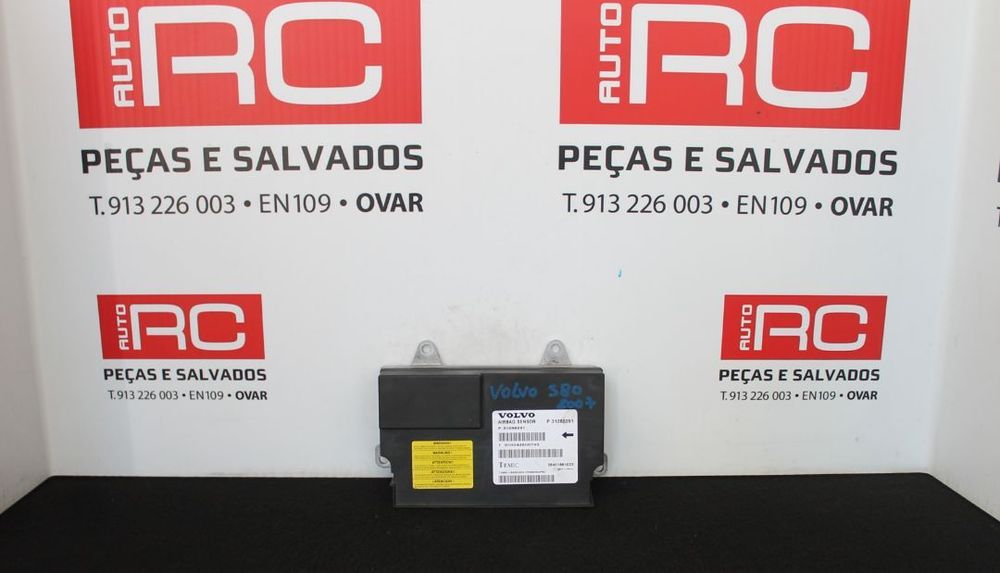 AUTO RC
PEÇAS E SALVADOS
T. 913 226 003 • EN109 • OVAR
AUTO RC
PEÇAS E SALVADOS
T. 913 226 003 • EN109 • OVAR
AUTO RC
PEÇAS E SALVADOS
T. 913 226 003 • EN109 • OVAR
AUTO RC
PEÇAS E SALVADOS
T. 913 226 003 • EN109 • OVAR
Volvo S80
2007
VOLVO
AIRBAG SENSOR
TEMIC
WARNING!